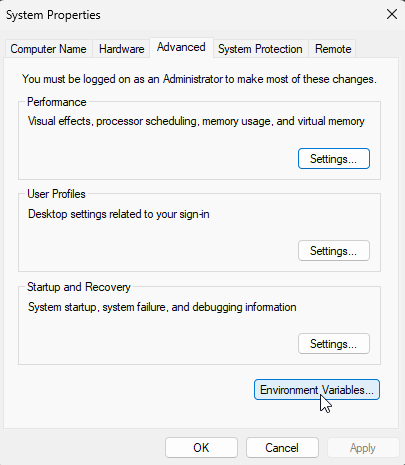 System Properties
Computer Name Hardware Advanced System Protection Remote
You must be logged on as an Administrator to make most of these changes.
Performance
Visual effects, processor scheduling, memory usage, and virtual memory
Settings...
User Profiles
Desktop settings related to your sign-in
Settings...
Startup and Recovery
System startup, system failure, and debugging information
Settings...
Environment Variables...
OK Cancel Apply